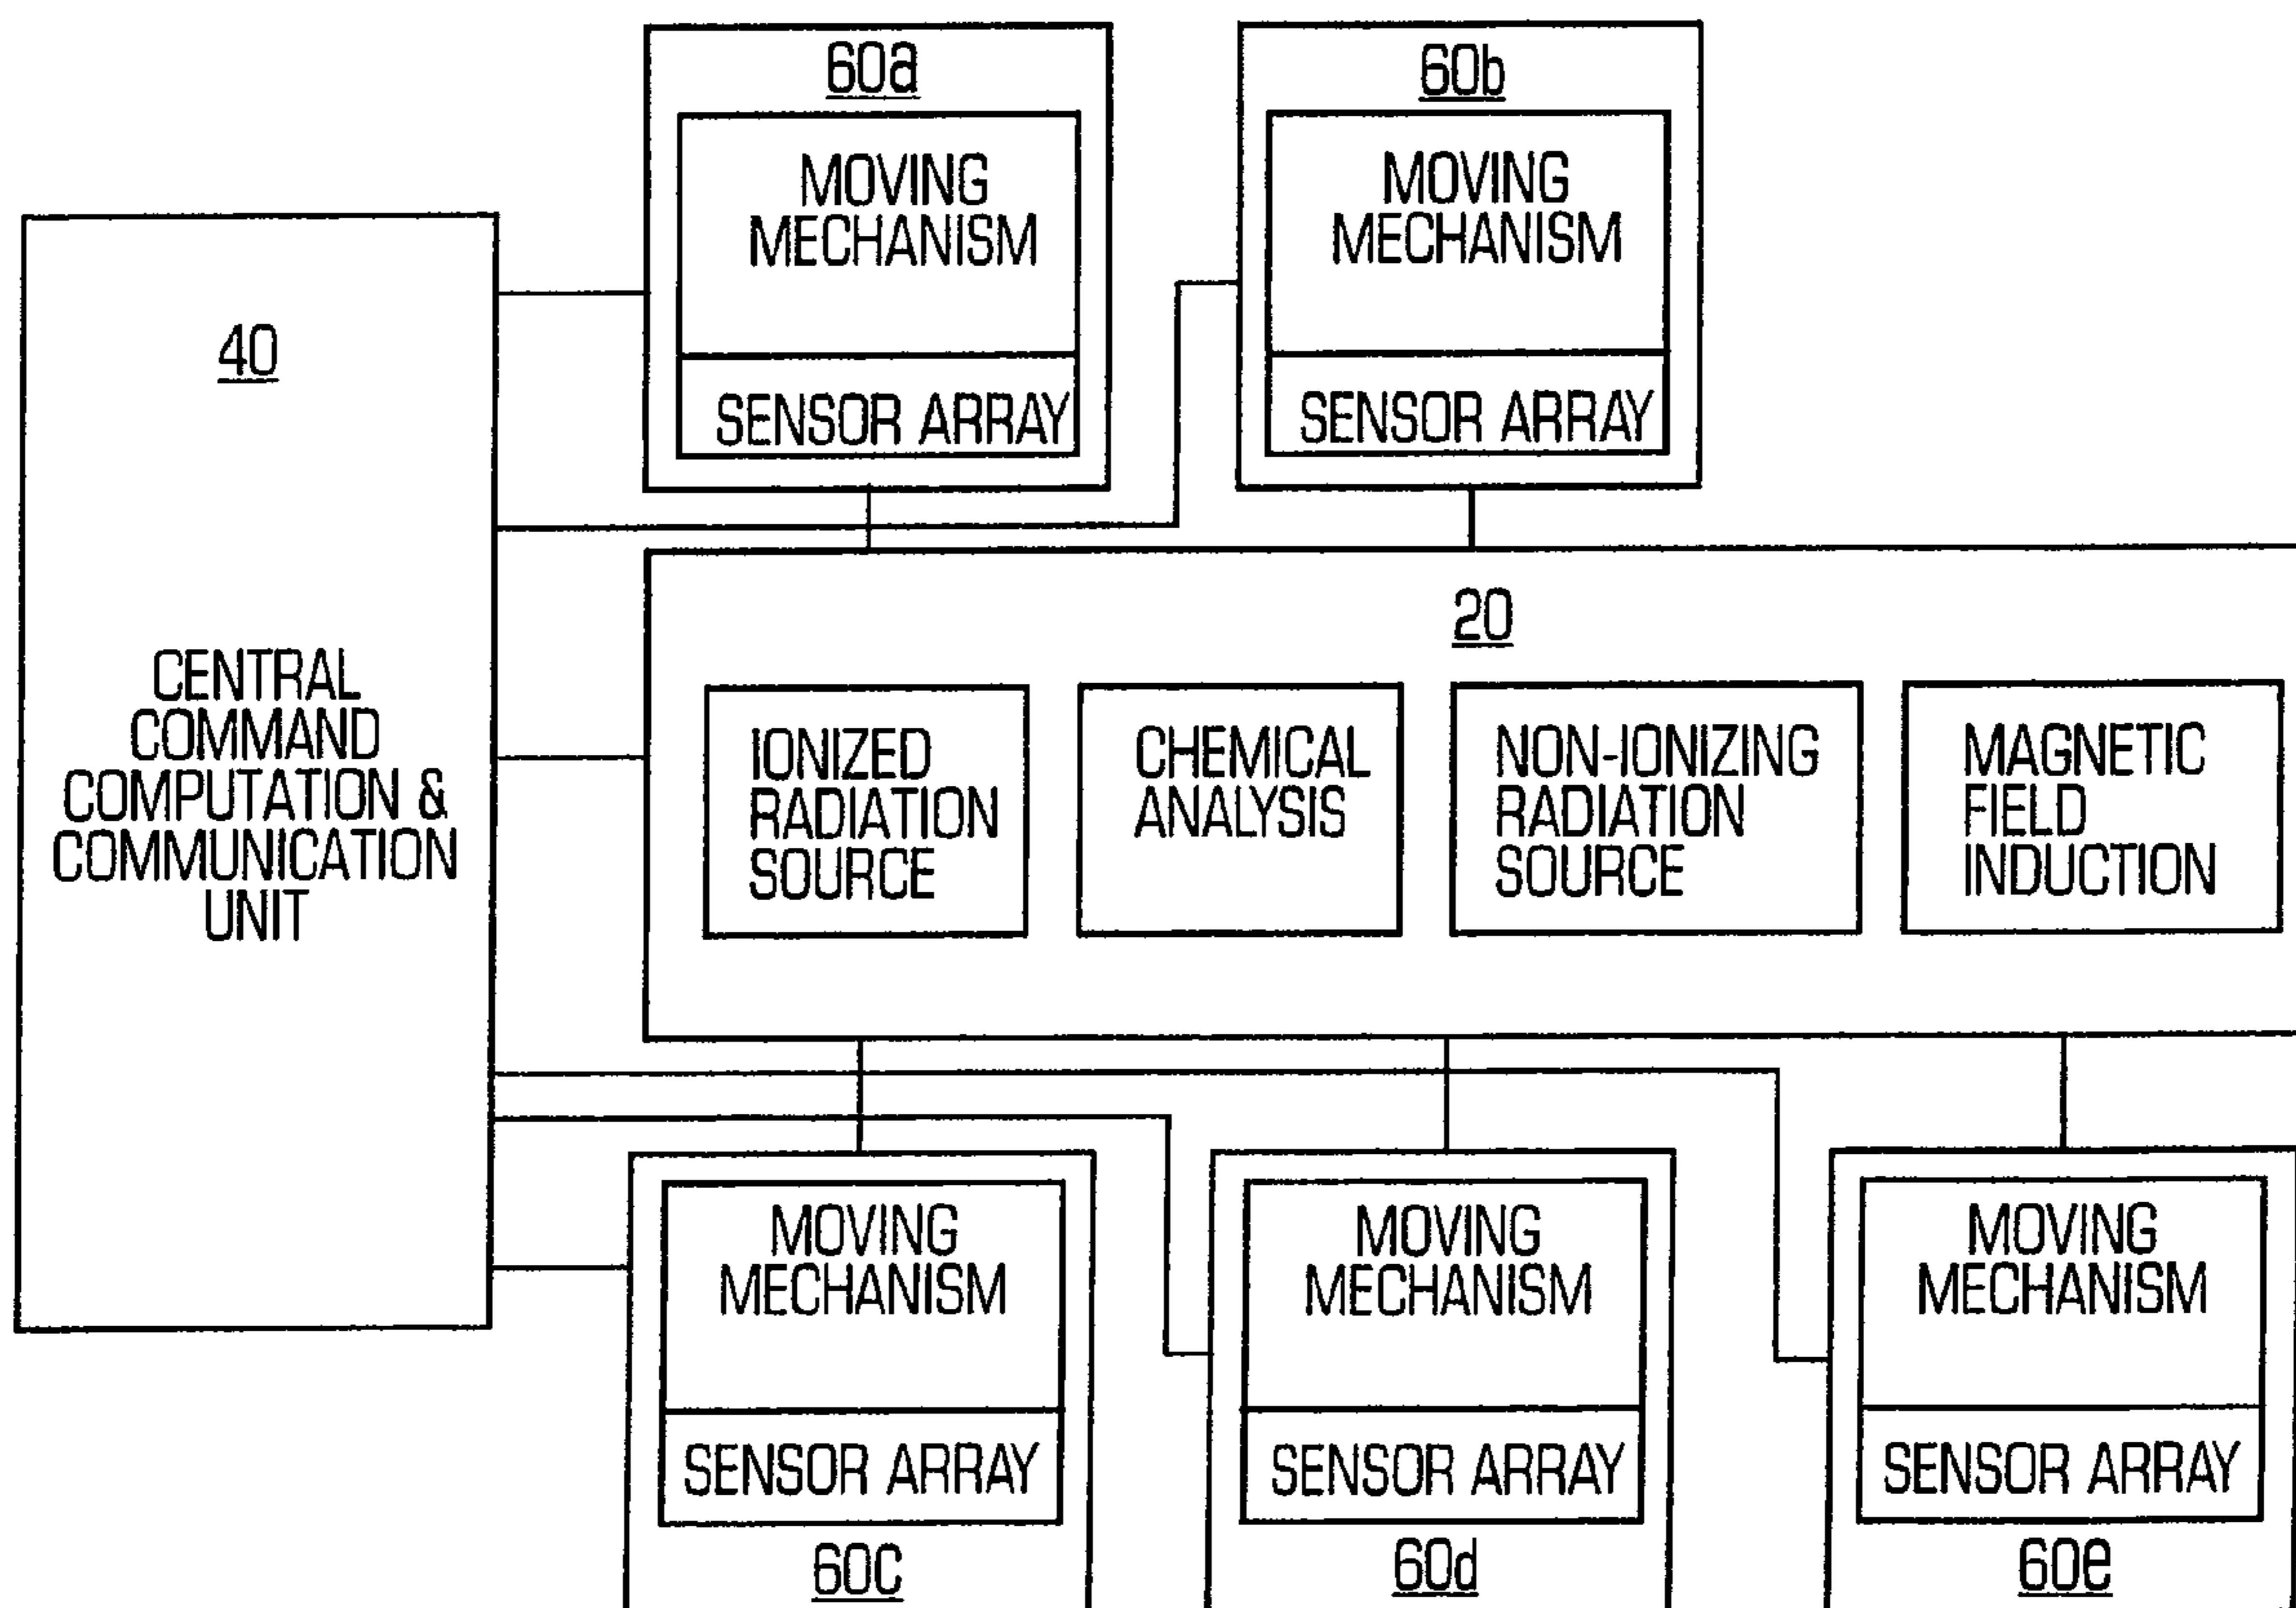 60a
MOVING
MECHANISM
SENSOR ARRAY
60b
MOVING
MECHANISM
SENSOR ARRAY
40
CENTRAL
COMMAND
COMPUTATION &
COMMUNICATION
UNIT
20
IONIZED
RADIATION
SOURCE
CHEMICAL
ANALYSIS
NON-IONIZING
RADIATION
SOURCE
MAGNETIC
FIELD
INDUCTION
MOVING
MECHANISM
SENSOR ARRAY
60c
MOVING
MECHANISM
SENSOR ARRAY
60d
MOVING
MECHANISM
SENSOR ARRAY
60e